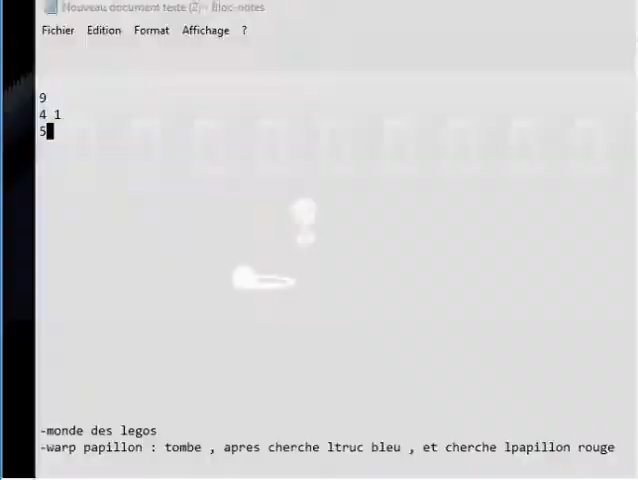 Nouveau document texte (2) - Bloc-notes
Fichier Edition Format Affichage ?
9
4 1
5
-monde des legos
-warp papillon : tombe , apres cherche ltruc bleu , et cherche lpapillon rouge